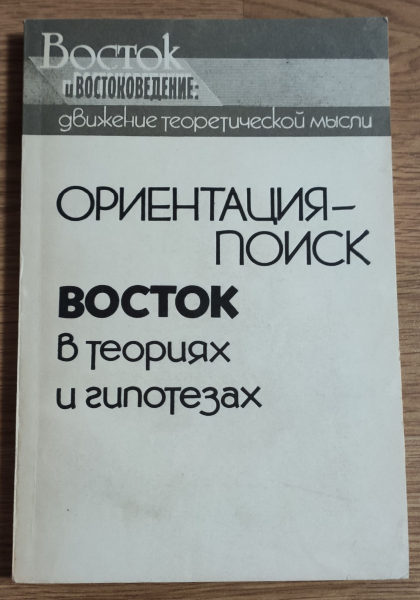 Восток
и ВОСТОКОВЕДЕНИЕ:
движение теоретической мысли
ОРИЕНТАЦИЯ–
ПОИСК
ВОСТОК
в теориях
и гипотезах